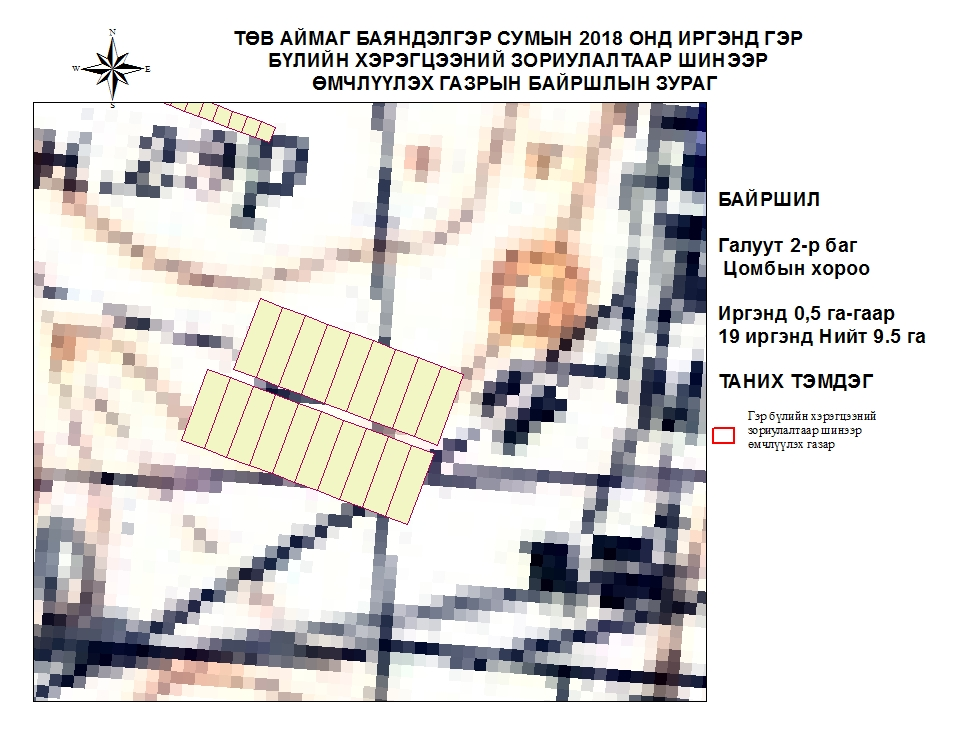 N
W E
S
ТӨВ АЙМАГ БАЯНДЭЛГЭР СУМЫН 2018 ОНД ИРГЭНД ГЭР
БҮЛИЙН ХЭРЭГЦЭЭНИЙ ЗОРИУЛАЛТААР ШИНЭЭР
ӨМЧЛҮҮЛЭХ ГАЗРЫН БАЙРШЛЫН ЗУРАГ
БАЙРШИЛ
Галуут 2-р баг
Цомбын хороо
Иргэнд 0,5 га-гаар
19 иргэнд Нийт 9.5 га
ТАНИХ ТЭМДЭГ
Гэр бүлийн хэрэгцээний
зориулалтаар шинээр
өмчлүүлэх газар